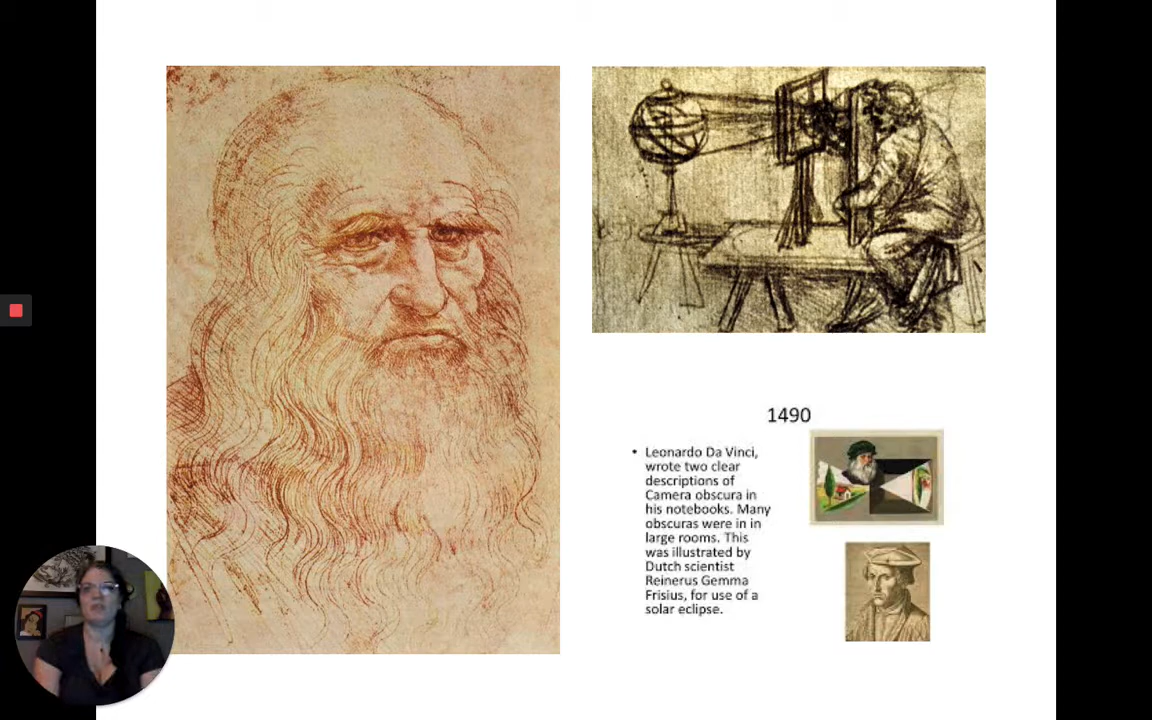 1490
• Leonardo Da Vinci,
wrote two clear
descriptions of
Camera obscura in
his notebooks. Many
obscuras were in in
large rooms. This
was illustrated by
Dutch scientist
Reinerus Gemma
Frisius, for use of a
solar eclipse.